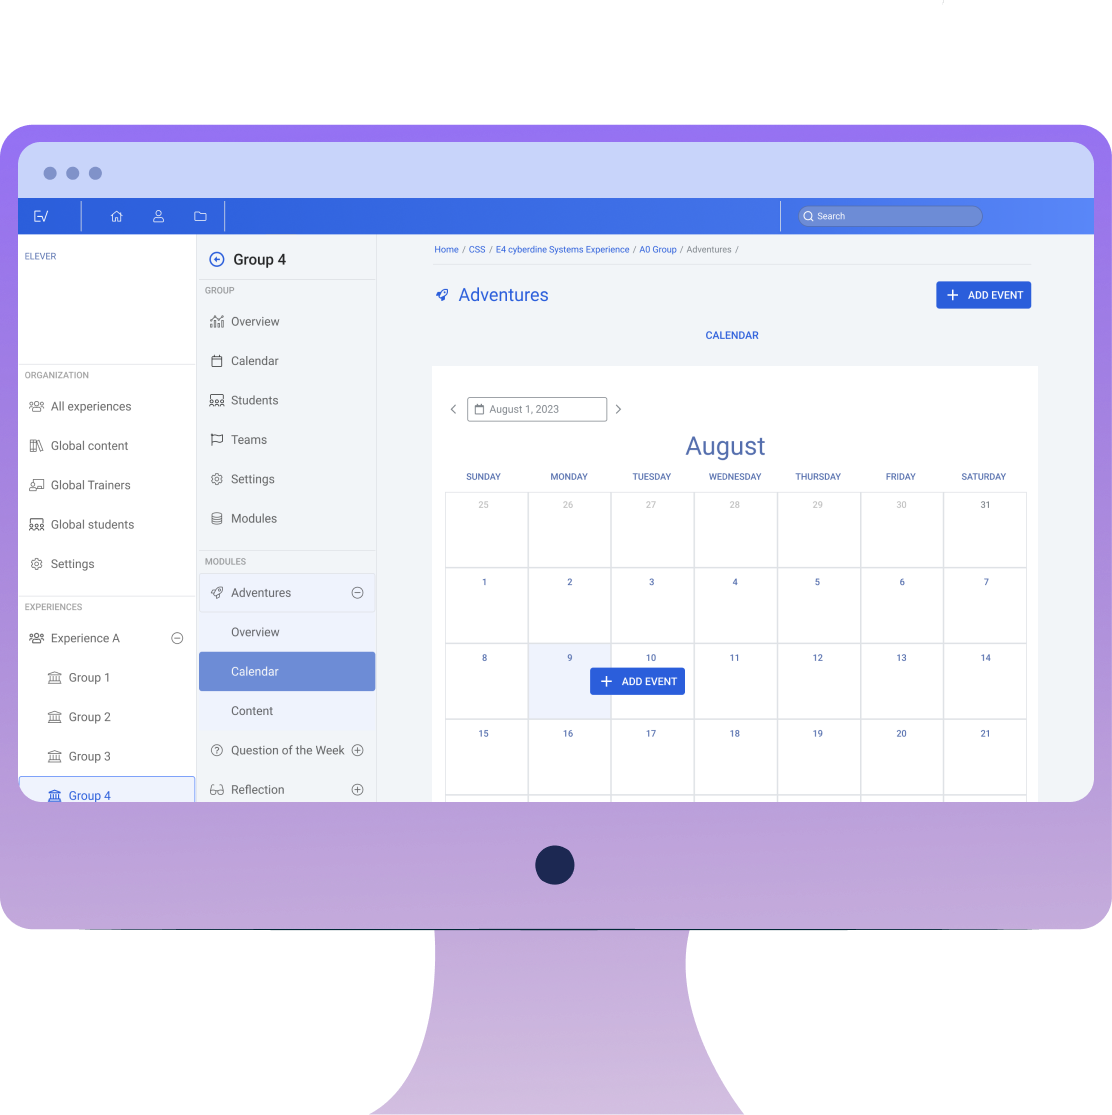 EV
Search
ELEVER
ORGANIZATION
All experiences
Global content
Global Trainers
Global students
Settings
EXPERIENCES
Experience A
Group 1
Group 2
Group 3
Group 4
Group 4
GROUP
Overview
Calendar
Students
Teams
Settings
Modules
MODULES
Adventures
Overview
Calendar
Content
Question of the Week
Reflection
Home / CSS / E4 cyberdine Systems Experience / A0 Group / Adventures /
Adventures
ADD EVENT
CALENDAR
August 1, 2023
August
SUNDAY MONDAY TUESDAY WEDNESDAY THURSDAY FRIDAY SATURDAY
25 26 27 28 29 30 31
1 2 3 4 5 6 7
8 9 10 11 12 13 14
ADD EVENT
15 16 17 18 19 20 21